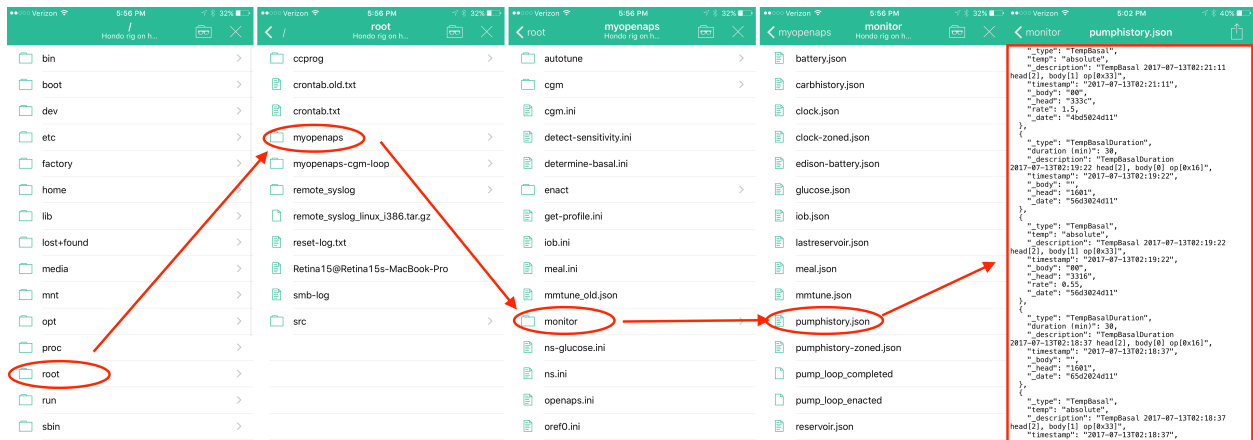 Verizon 5:56 PM 32%
/
Hondo rig on h...
bin
boot
dev
etc
factory
home
lib
lost+found
media
mnt
opt
proc
root
run
sbin
Verizon 5:56 PM 32%
/ root
Hondo rig on h...
ccprog
crontab.old.txt
crontab.txt
myopenaps
myopenaps-cgm-loop
remote_syslog
remote_syslog_linux_i386.tar.gz
reset-log.txt
Retina15@Retina15s-MacBook-Pro
smb-log
src
Verizon 5:56 PM 32%
root myopenaps
Hondo rig on h...
autotune
cgm
cgm.ini
detect-sensitivity.ini
determine-basal.ini
enact
get-profile.ini
iob.ini
meal.ini
mmtune_old.json
monitor
ns-glucose.ini
ns.ini
openaps.ini
oref0.ini
Verizon 5:56 PM 32%
myopenaps monitor
Hondo rig on h...
battery.json
carbhistory.json
clock.json
clock-zoned.json
edison-battery.json
glucose.json
iob.json
lastreservoir.json
meal.json
mmtune.json
pumphistory.json
pumphistory-zoned.json
pump_loop_completed
pump_loop_enacted
reservoir.json
Verizon 5:02 PM 40%
monitor pumphistory.json
"_type": "TempBasal",
"temp": "absolute",
"_description": "TempBasal 2017-07-13T02:21:11
head[2], body[1] op[0x33]",
"timestamp": "2017-07-13T02:21:11",
"_body": "00",
"_head": "333c",
"rate": 1.5,
"_date": "4bd5024d11"
},
{
"_type": "TempBasalDuration",
"duration (min)": 30,
"_description": "TempBasalDuration
2017-07-13T02:19:22 head[2], body[0] op[0x16]",
"timestamp": "2017-07-13T02:19:22",
"_body": "",
"_head": "1601",
"_date": "56d3024d11"
},
{
"_type": "TempBasal",
"temp": "absolute",
"_description": "TempBasal 2017-07-13T02:19:22
head[2], body[1] op[0x33]",
"timestamp": "2017-07-13T02:19:22",
"_body": "00",
"_head": "3316",
"rate": 0.55,
"_date": "56d3024d11"
},
{
"_type": "TempBasalDuration",
"duration (min)": 30,
"_description": "TempBasalDuration
2017-07-13T02:18:37 head[2], body[0] op[0x16]",
"timestamp": "2017-07-13T02:18:37",
"_body": "",
"_head": "1601",
"_date": "65d2024d11"
},
{
"_type": "TempBasal",
"temp": "absolute",
"_description": "TempBasal 2017-07-13T02:18:37
head[2], body[1] op[0x33]",
"timestamp": "2017-07-13T02:18:37",